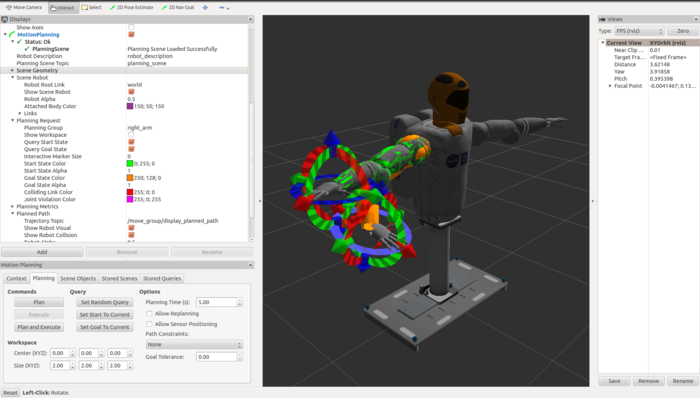 Move Camera Interact Select 2D Pose Estimate 2D Nav Goal
Displays
Show Axes
MotionPlanning
Status: Ok
PlanningScene Planning Scene Loaded Successfully
Robot Description robot_description
Planning Scene Topic planning_scene
Scene Geometry
Scene Robot
Robot Root Link world
Show Scene Robot
Robot Alpha 0.5
Attached Body Color 150; 50; 150
Links
Planning Request
Planning Group right_arm
Show Workspace
Query Start State
Query Goal State
Interactive Marker Size 0
Start State Color 0; 255; 0
Start State Alpha 1
Goal State Color 250; 128; 0
Goal State Alpha 1
Colliding Link Color 255; 0; 0
Joint Violation Color 255; 0; 255
Planning Metrics
Planned Path
Trajectory Topic /move_group/display_planned_path
Show Robot Visual
Show Robot Collision
Robot Alpha 0.5
Add Remove Rename
Motion Planning
Context Planning Scene Objects Stored Scenes Stored Queries
Commands Query Options
Plan Set Random Query Planning Time (s): 5.00
Execute Set Start To Current Allow Replanning
Plan and Execute Set Goal To Current Allow Sensor Positioning
Path Constraints:
None
Goal Tolerance: 0.00
Workspace
Center (XYZ): 0.00 0.00 0.00
Size (XYZ): 2.00 2.00 2.00
Reset Left-Click: Rotate.
Views
Type: FPS (rviz) Zero
Current View XYOrbit (rviz)
Near Clip ... 0.01
Target Fra... <Fixed Frame>
Distance 3.62148
Yaw 3.91858
Pitch 0.395398
Focal Point -0.0041467; 0.13...
Save Remove Rename